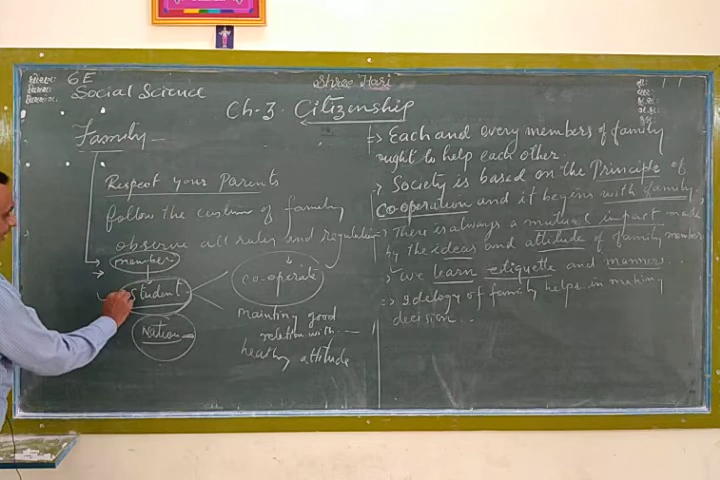 6E
Social Science
Shree Hari
Ch-3. Citizenship
Family -
Respect your Parents
follow the custum of family
observe all rules and regulation
member
student
Nation
co-operate
mainting good
relation with
healthy attitude
Each and every members of family
ought to help each other.
Society is based on the Principle of
co-operation and it begins with family
There is always a mutual impact made
by the ideas and attitude of family members
we learn etiquette and manners..
Idelogy of family helps in making
decision..